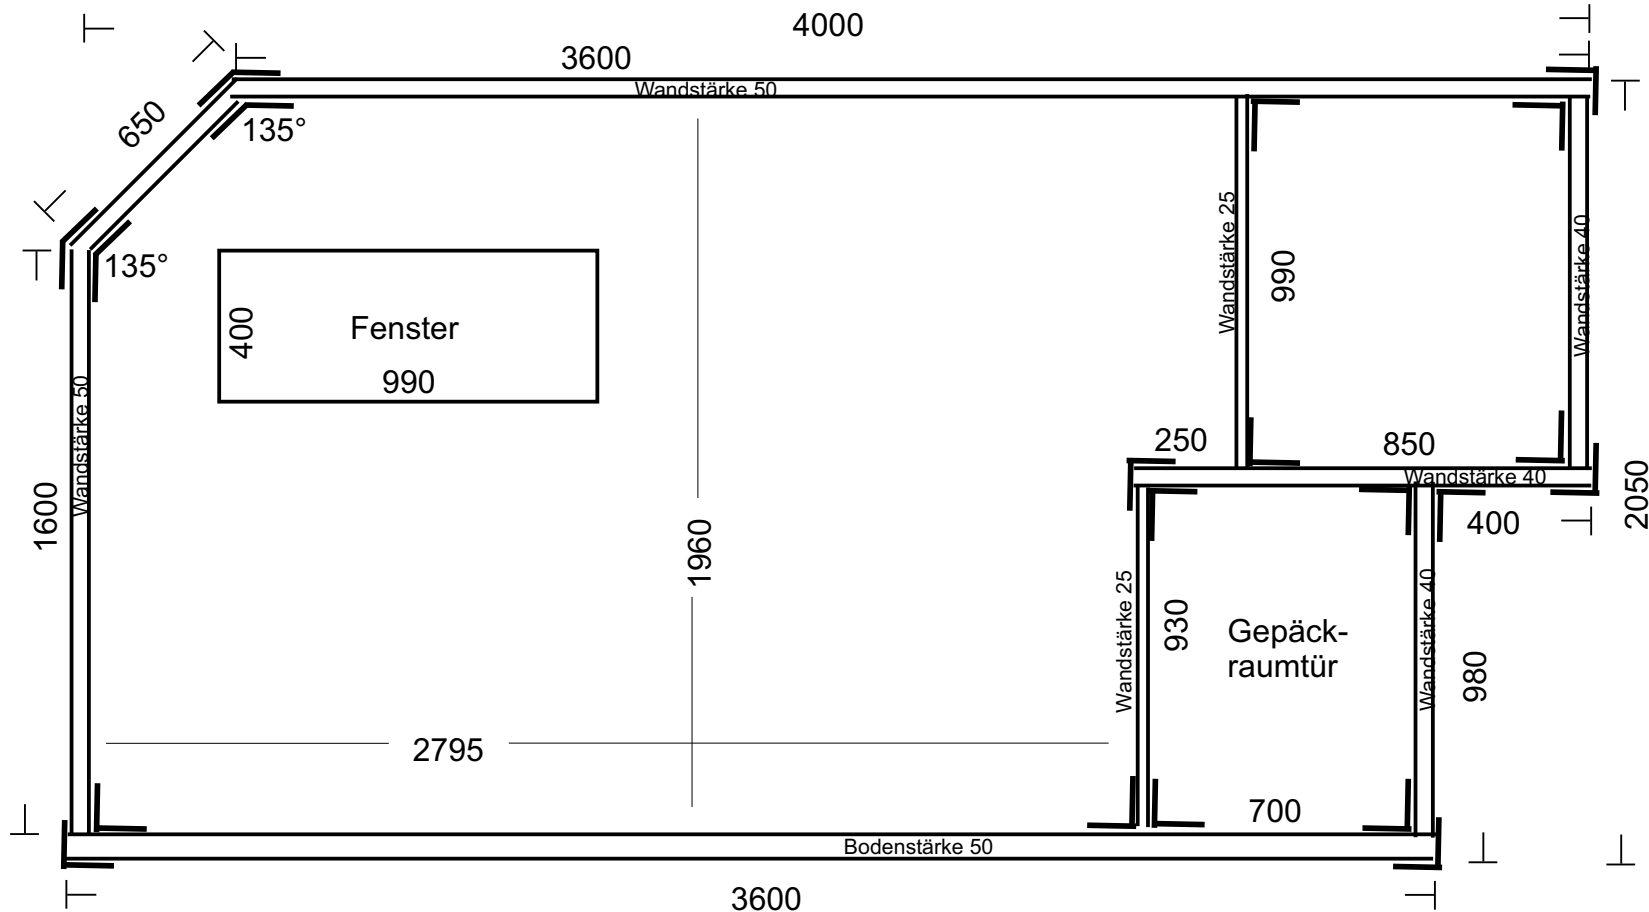 4000
3600
Wandstärke 50
650
135°
135°
Wandstärke 25
990
Wandstärke 40
400
Fenster
990
Wandstärke 50
250
850
Wandstärke 40
1600
2050
400
1960
Wandstärke 25
930
Gepäck-
raumtür
Wandstärke 40
980
2795
700
Bodenstärke 50
3600